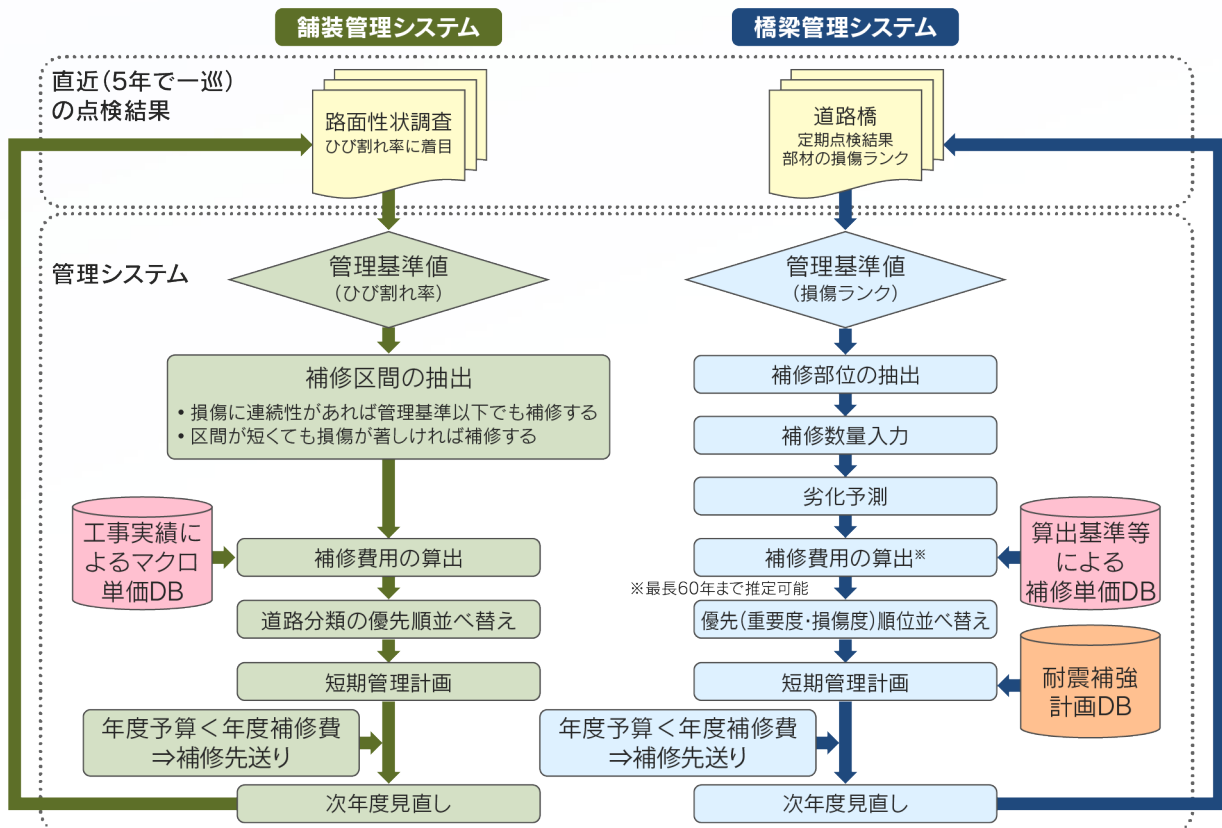 舗装管理システム
橋梁管理システム
直近(5年で一巡)
の点検結果
路面性状調査
ひび割れ率に着目
道路橋
定期点検結果
部材の損傷ランク
管理システム
管理基準値
(ひび割れ率)
補修区間の抽出
• 損傷に連続性があれば管理基準以下でも補修する
• 区間が短くても損傷が著しければ補修する
工事実績に
よるマクロ
単価DB
補修費用の算出
道路分類の優先順並べ替え
短期管理計画
年度予算<年度補修費
⇒補修先送り
次年度見直し
管理基準値
(損傷ランク)
補修部位の抽出
補修数量入力
劣化予測
補修費用の算出※
※最長60年まで推定可能
算出基準等
による
補修単価DB
優先(重要度・損傷度)順位並べ替え
短期管理計画
耐震補強
計画DB
年度予算<年度補修費
⇒補修先送り
次年度見直し